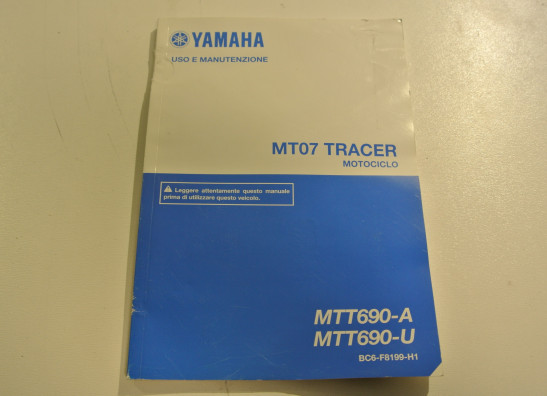 YAMAHA
USO E MANUTENZIONE
MT07 TRACER
MOTOCICLO
Leggere attentamente questo manuale
prima di utilizzare questo veicolo.
MTT690-A
MTT690-U
BC6-F8199-H1